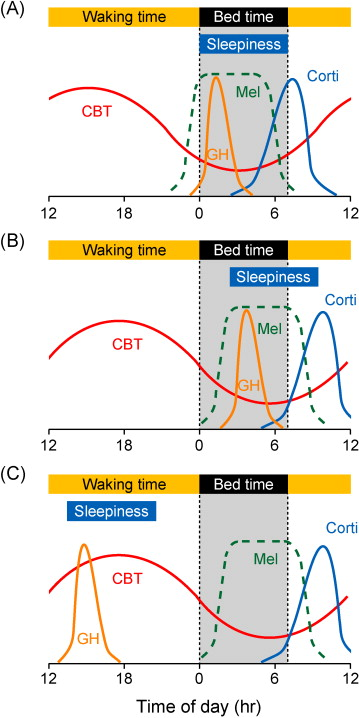 (A)
Waking time Bed time
Sleepiness
Corti
Mel
CBT
GH
12 18 0 6 12
(B)
Waking time Bed time
Sleepiness
Corti
Mel
CBT
GH
12 18 0 6 12
(C)
Waking time Bed time
Sleepiness
Corti
Mel
CBT
GH
12 18 0 6 12
Time of day (hr)